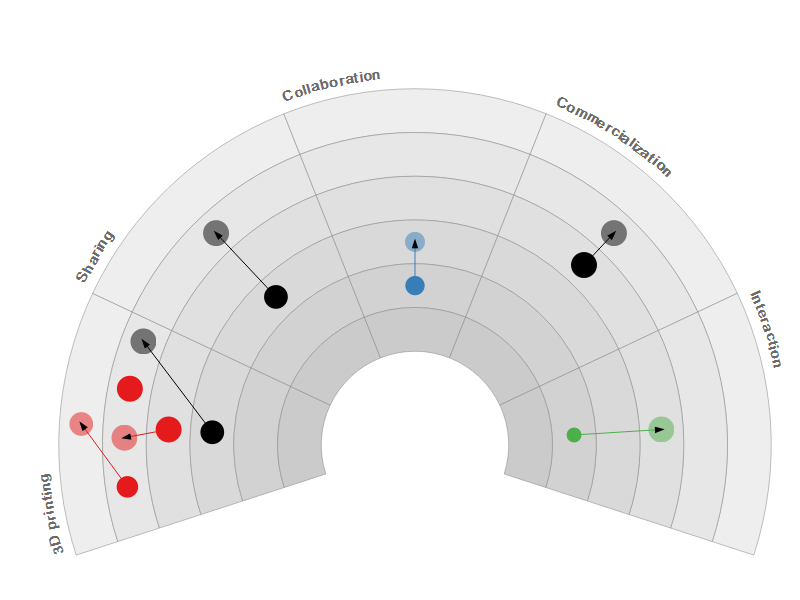 Collaboration
Commercialization
Sharing
Interaction
3D printing